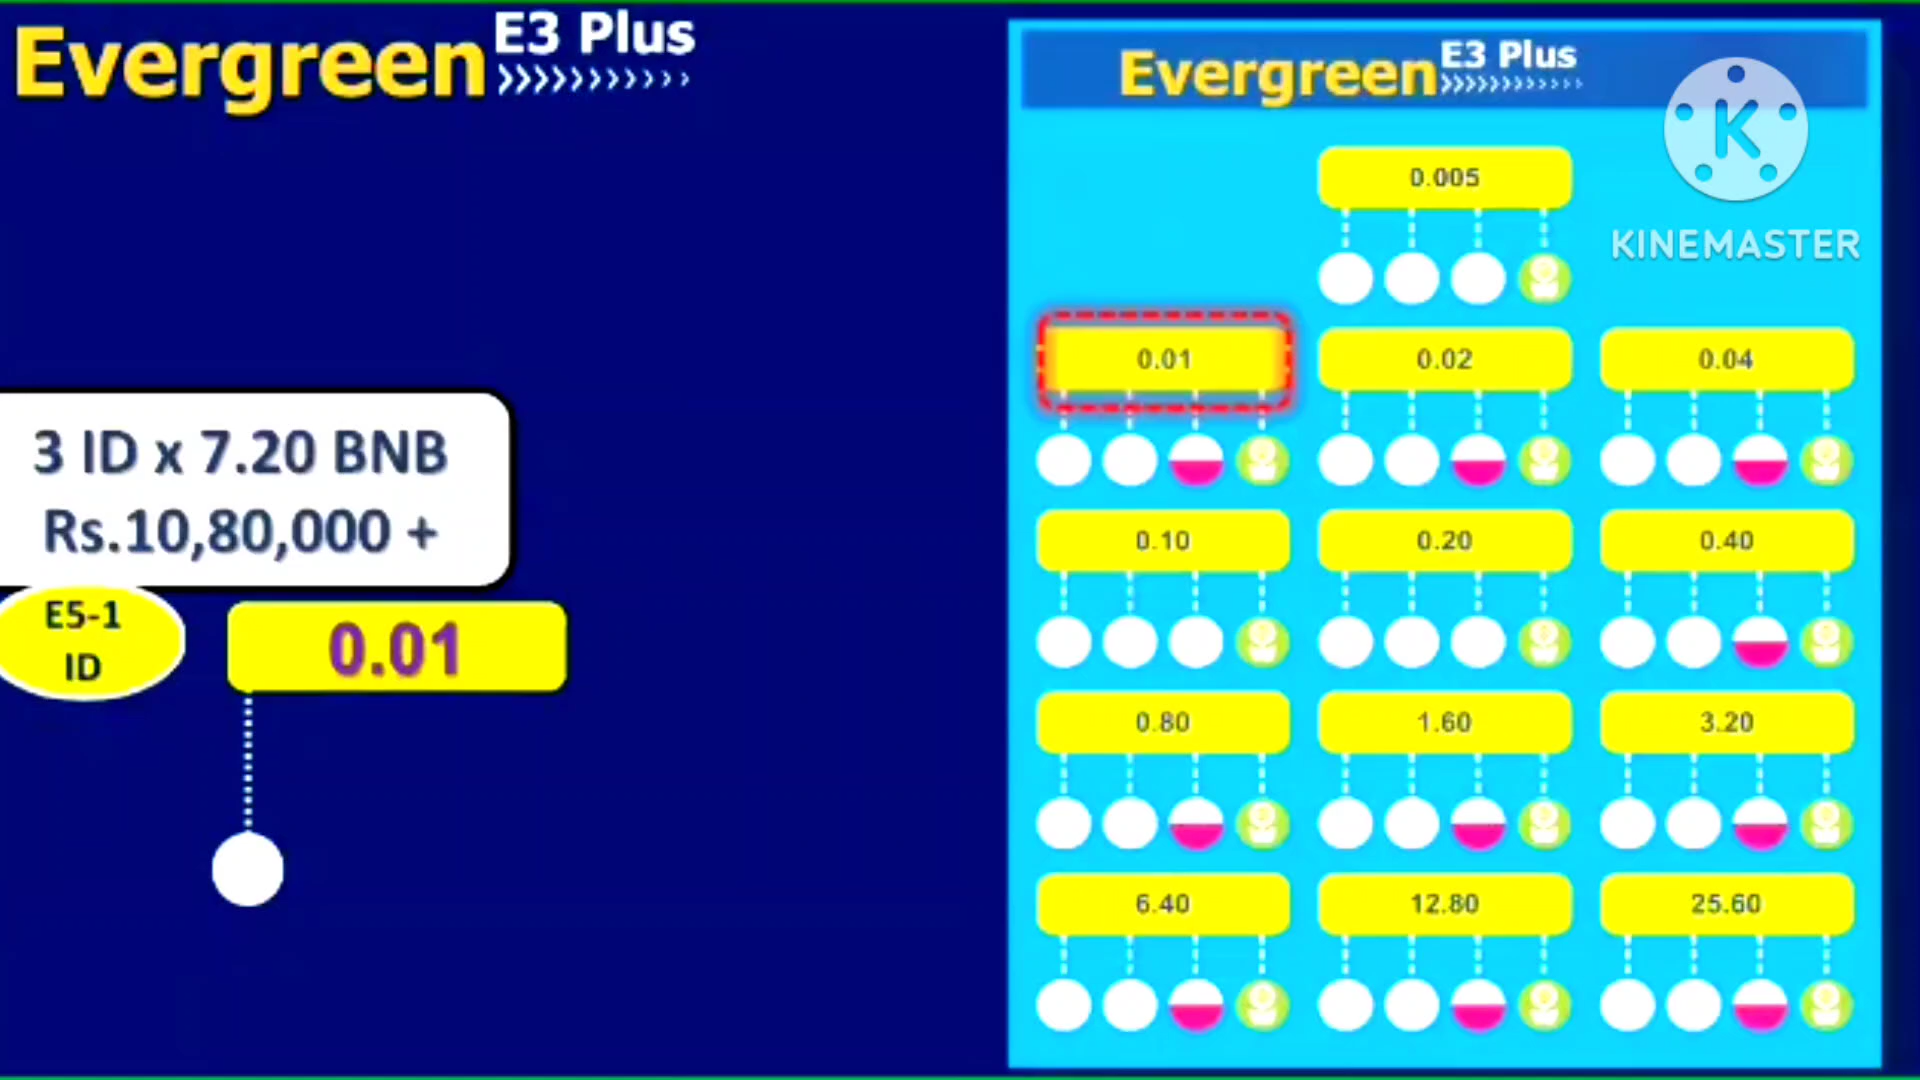 Evergreen E3 Plus
3 ID x 7.20 BNB
Rs.10,80,000 +
E5-1
ID
0.01
Evergreen E3 Plus
KINEMASTER
0.005
0.01 0.02 0.04
0.10 0.20 0.40
0.80 1.60 3.20
6.40 12.80 25.60